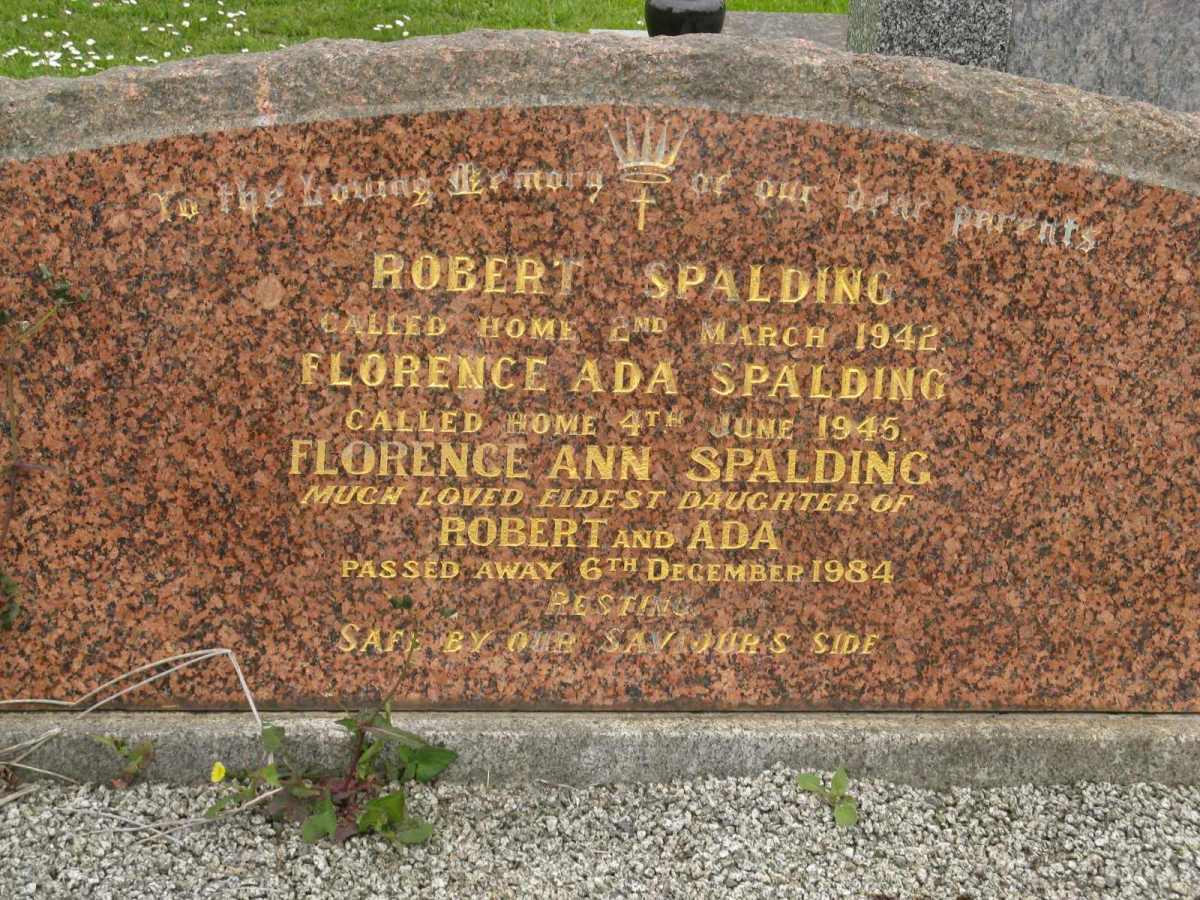 To the Loving Memory of our dear parents
ROBERT SPALDING
CALLED HOME 2ND MARCH 1942.
FLORENCE ADA SPALDING
CALLED HOME 4TH JUNE 1945.
FLORENCE ANN SPALDING
MUCH LOVED ELDEST DAUGHTER OF
ROBERT AND ADA
PASSED AWAY 6TH DECEMBER 1984
RESTING
SAFE BY OUR SAVIOUR'S SIDE